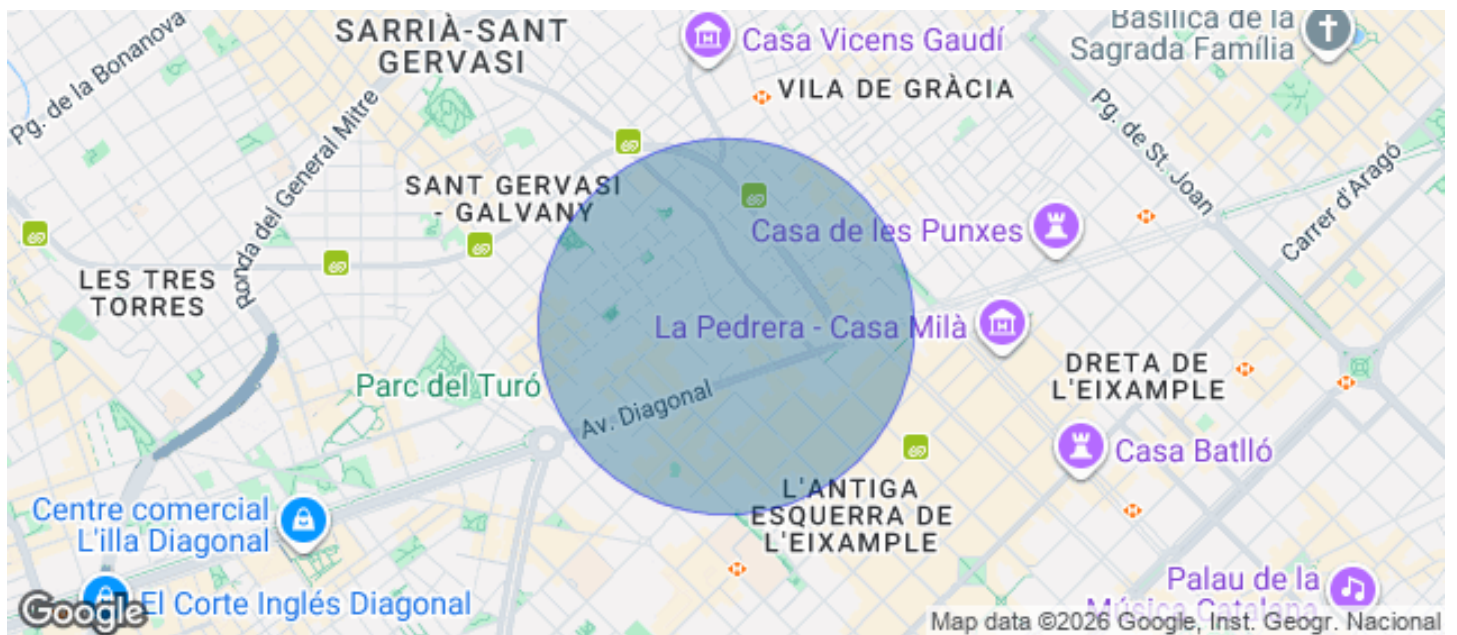 Pg. de la Bonanova
SARRIÀ-SANT
GERVASI
Casa Vicens Gaudí
Basílica de la
Sagrada Família
VILA DE GRÀCIA
Pg. de St. Joan
Ronda del General Mitre
Carrer d'Aragó
SANT GERVASI
- GALVANY
Casa de les Punxes
LES TRES
TORRES
La Pedrera - Casa Milà
Parc del Turó
Av. Diagonal
DRETA DE
L'EIXAMPLE
Casa Batlló
L'ANTIGA
ESQUERRA DE
L'EIXAMPLE
Centre comercial
L'illa Diagonal
El Corte Inglés Diagonal
Palau de la
Música Catalana
Google
Map data ©2026 Google, Inst. Geogr. Nacional